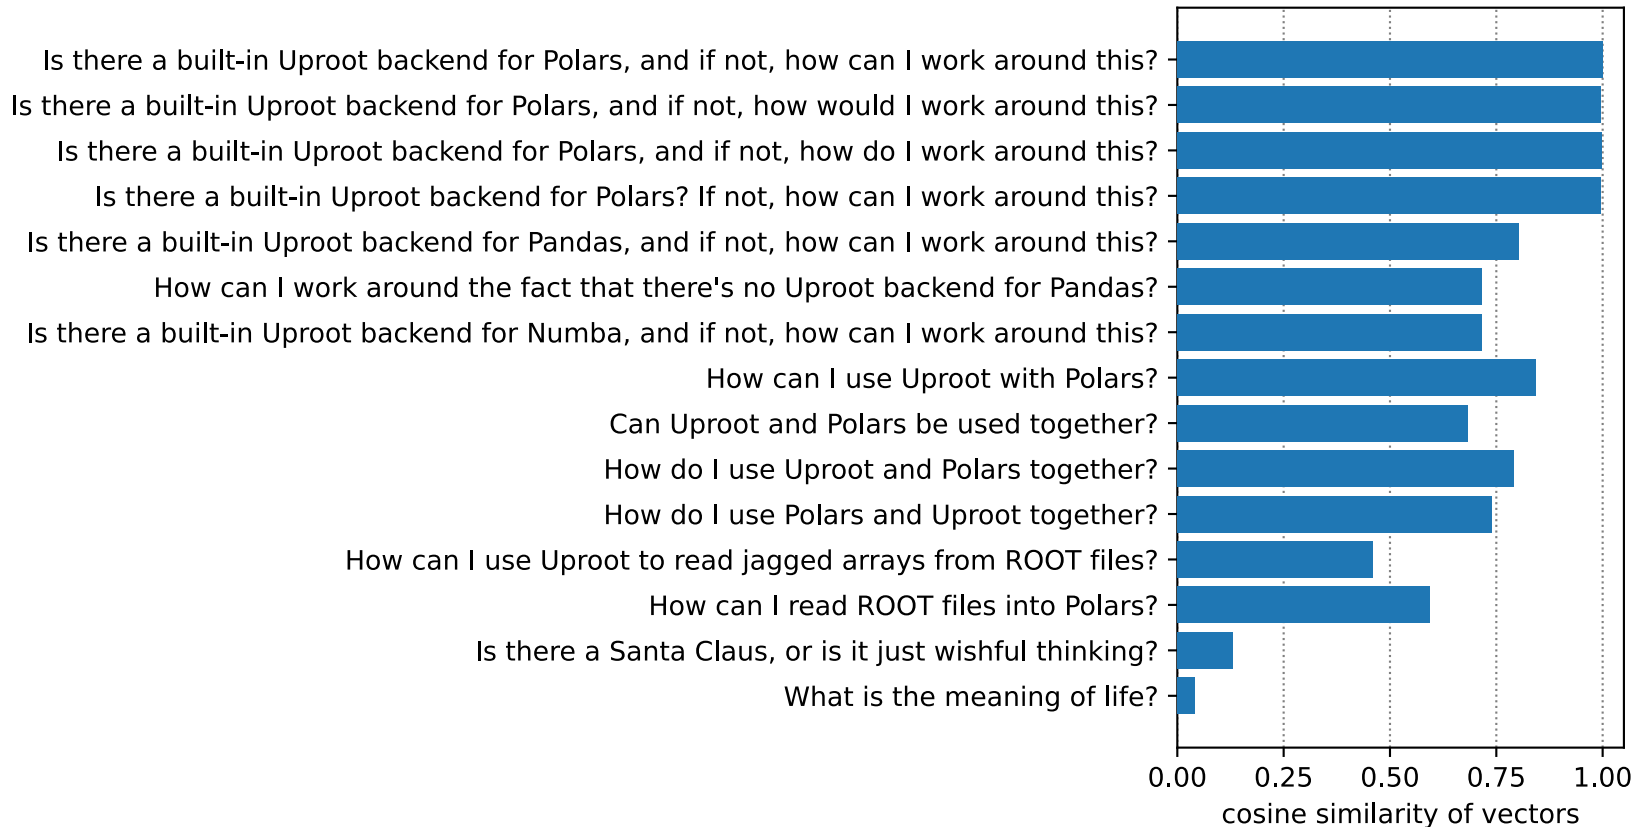 Is there a built-in Uproot backend for Polars, and if not, how can I work around this?
Is there a built-in Uproot backend for Polars, and if not, how would I work around this?
Is there a built-in Uproot backend for Polars, and if not, how do I work around this?
Is there a built-in Uproot backend for Polars? If not, how can I work around this?
Is there a built-in Uproot backend for Pandas, and if not, how can I work around this?
How can I work around the fact that there's no Uproot backend for Pandas?
Is there a built-in Uproot backend for Numba, and if not, how can I work around this?
How can I use Uproot with Polars?
Can Uproot and Polars be used together?
How do I use Uproot and Polars together?
How do I use Polars and Uproot together?
How can I use Uproot to read jagged arrays from ROOT files?
How can I read ROOT files into Polars?
Is there a Santa Claus, or is it just wishful thinking?
What is the meaning of life?
0.00 0.25 0.50 0.75 1.00
cosine similarity of vectors